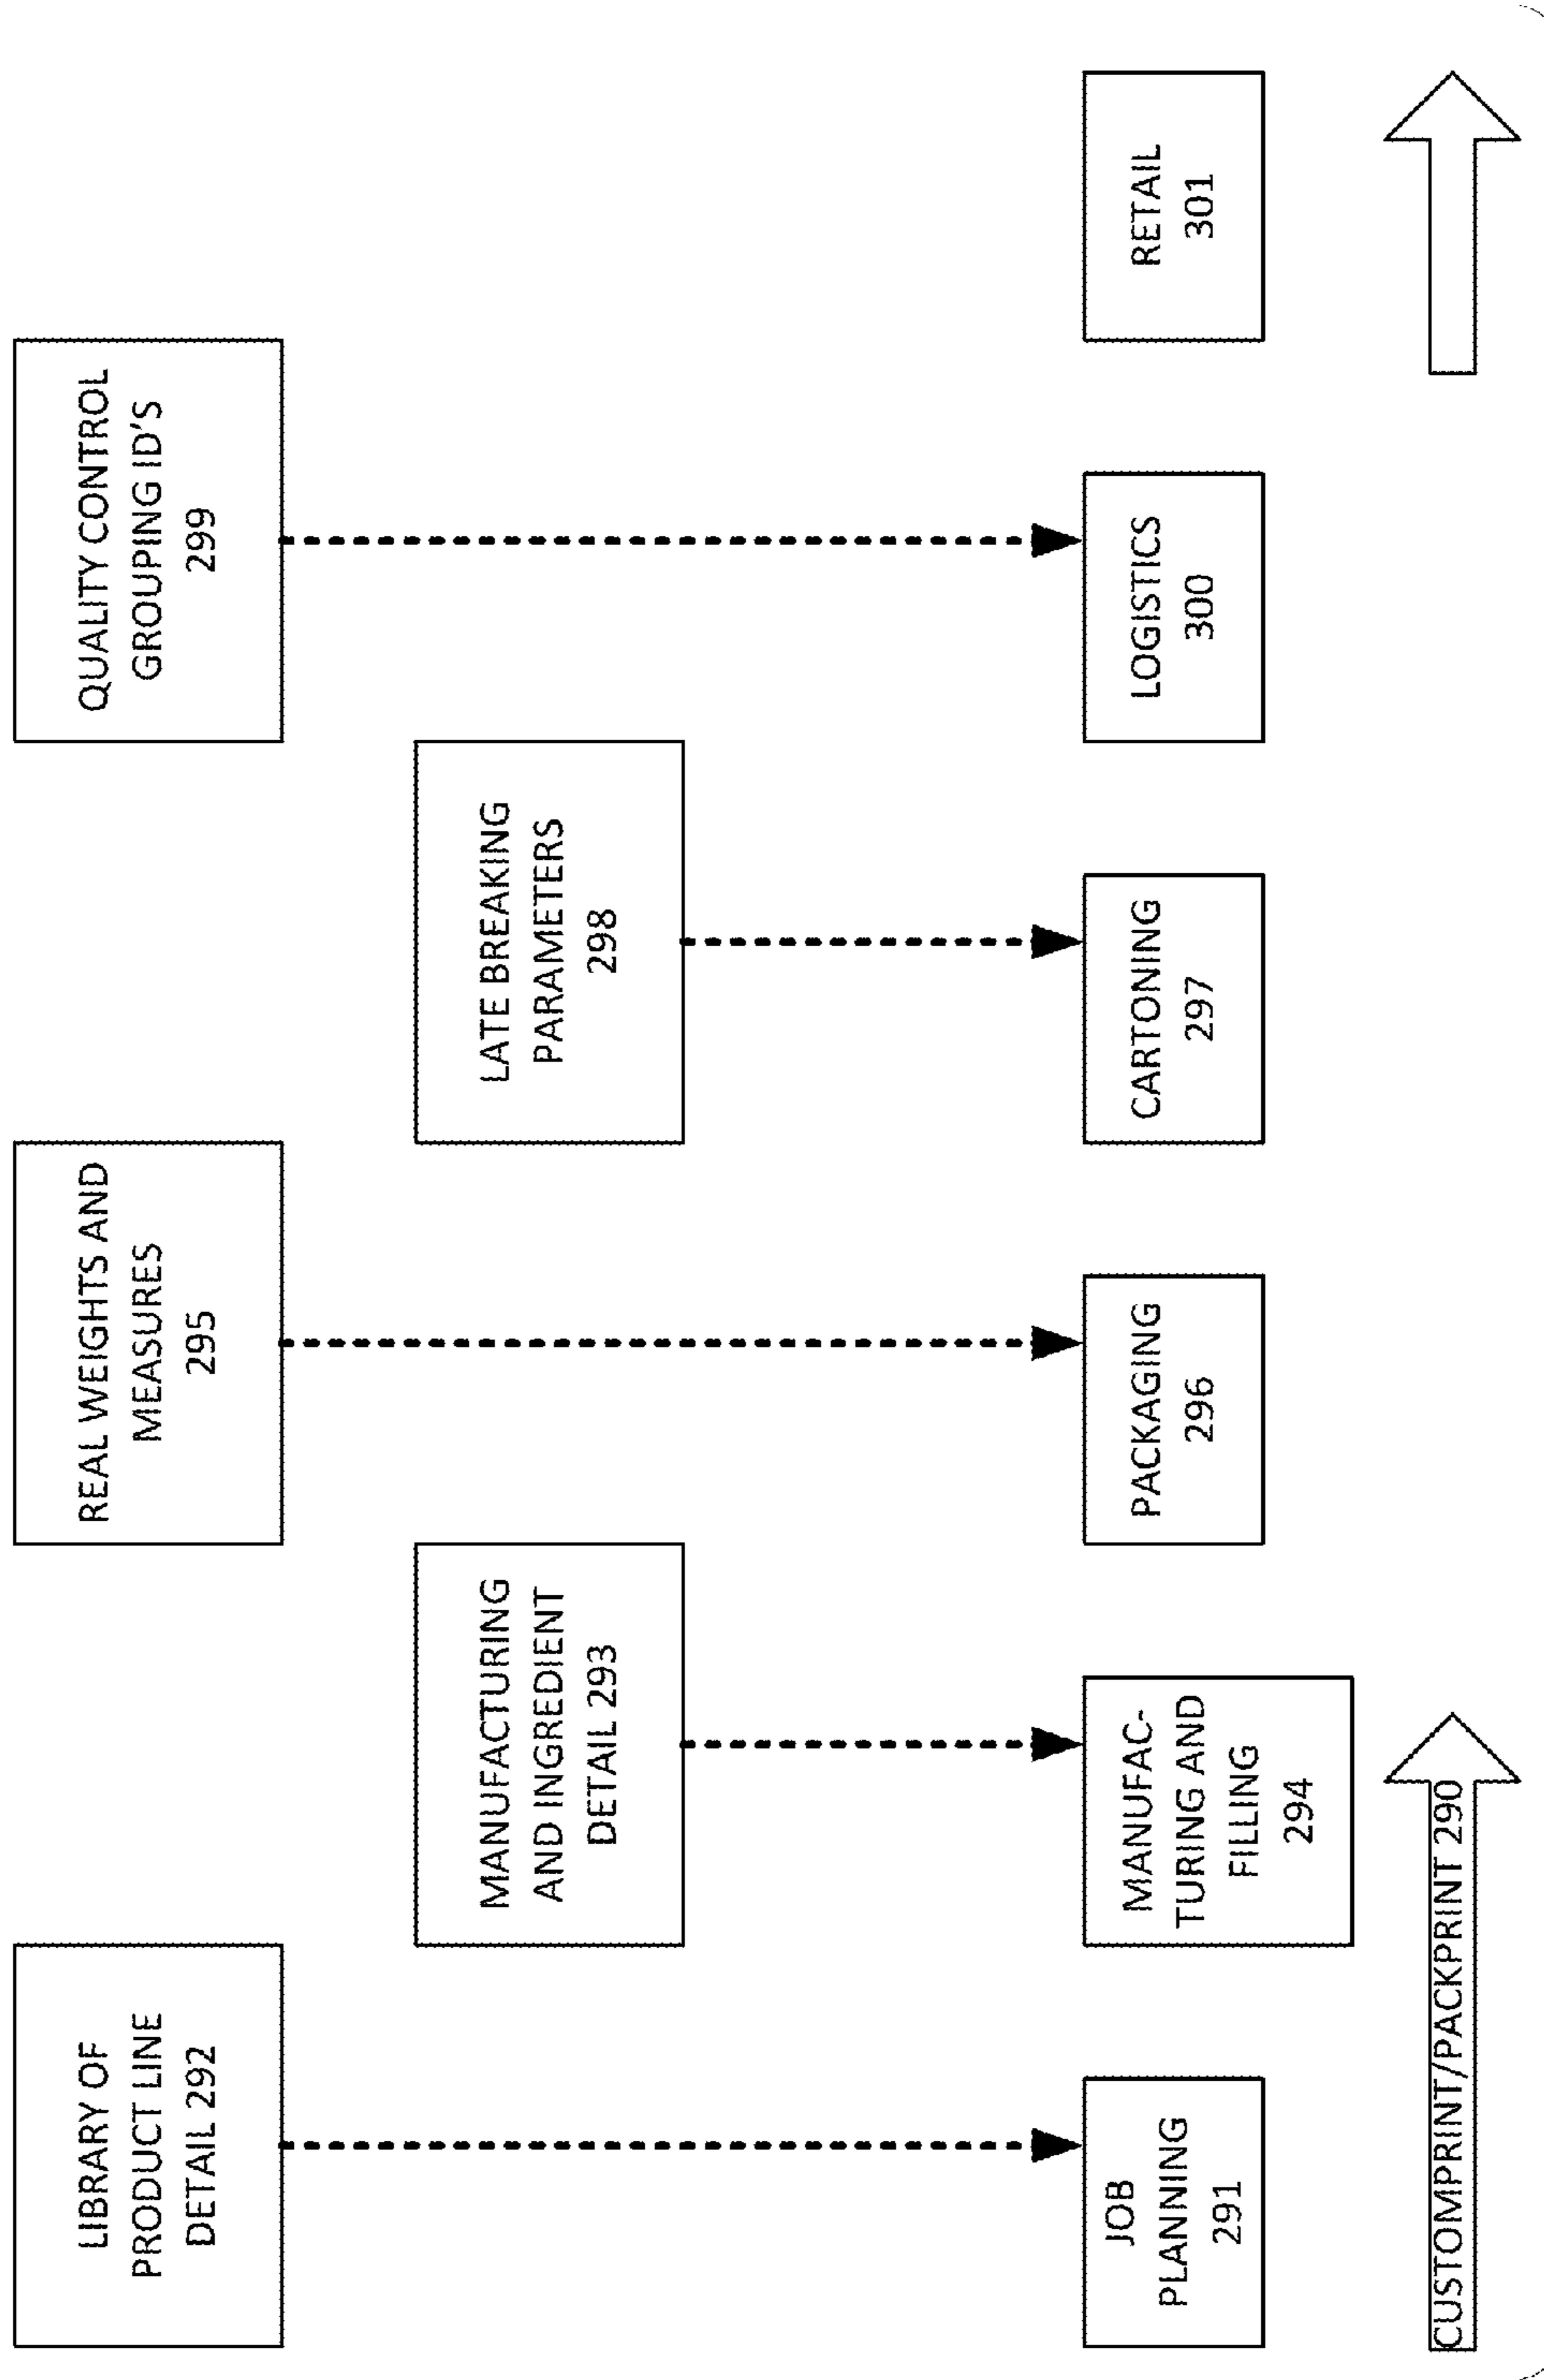 LIBRARY OF
PRODUCT LINE
DETAIL 292
REAL WEIGHTS AND
MEASURES
295
QUALITY CONTROL
GROUPING ID'S
299
MANUFACTURING
AND INGREDIENT
DETAIL 293
LATE BREAKING
PARAMETERS
298
JOB
PLANNING
291
MANUFAC-
TURING AND
FILLING
294
PACKAGING
296
CARTONING
297
LOGISTICS
300
RETAIL
301
CUSTOMPRINT/PACKPRINT 290